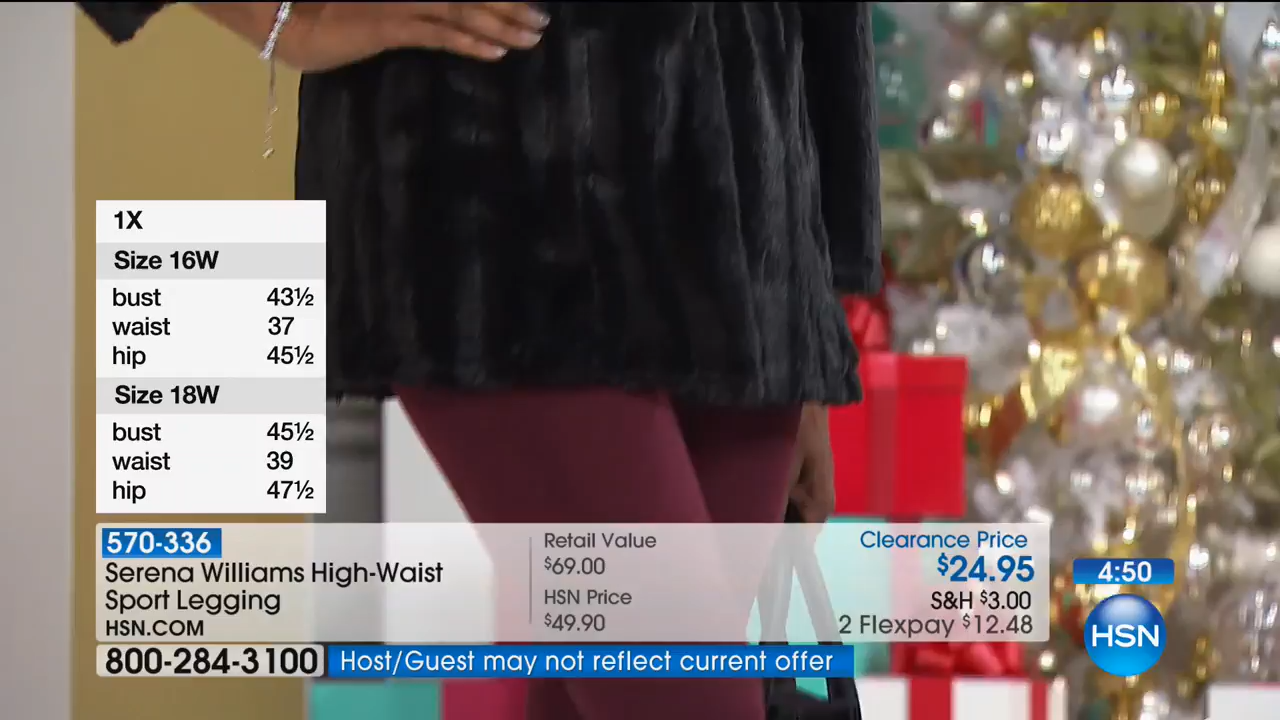 1X
Size 16W
bust 43½
waist 37
hip 45½
Size 18W
bust 45½
waist 39
hip 47½
570-336
Serena Williams High-Waist
Sport Legging
HSN.COM
Retail Value
$69.00
HSN Price
$49.90
Clearance Price
$24.95
S&H $3.00
2 Flexpay $12.48
4:50
HSN
800-284-3100
Host/Guest may not reflect current offer